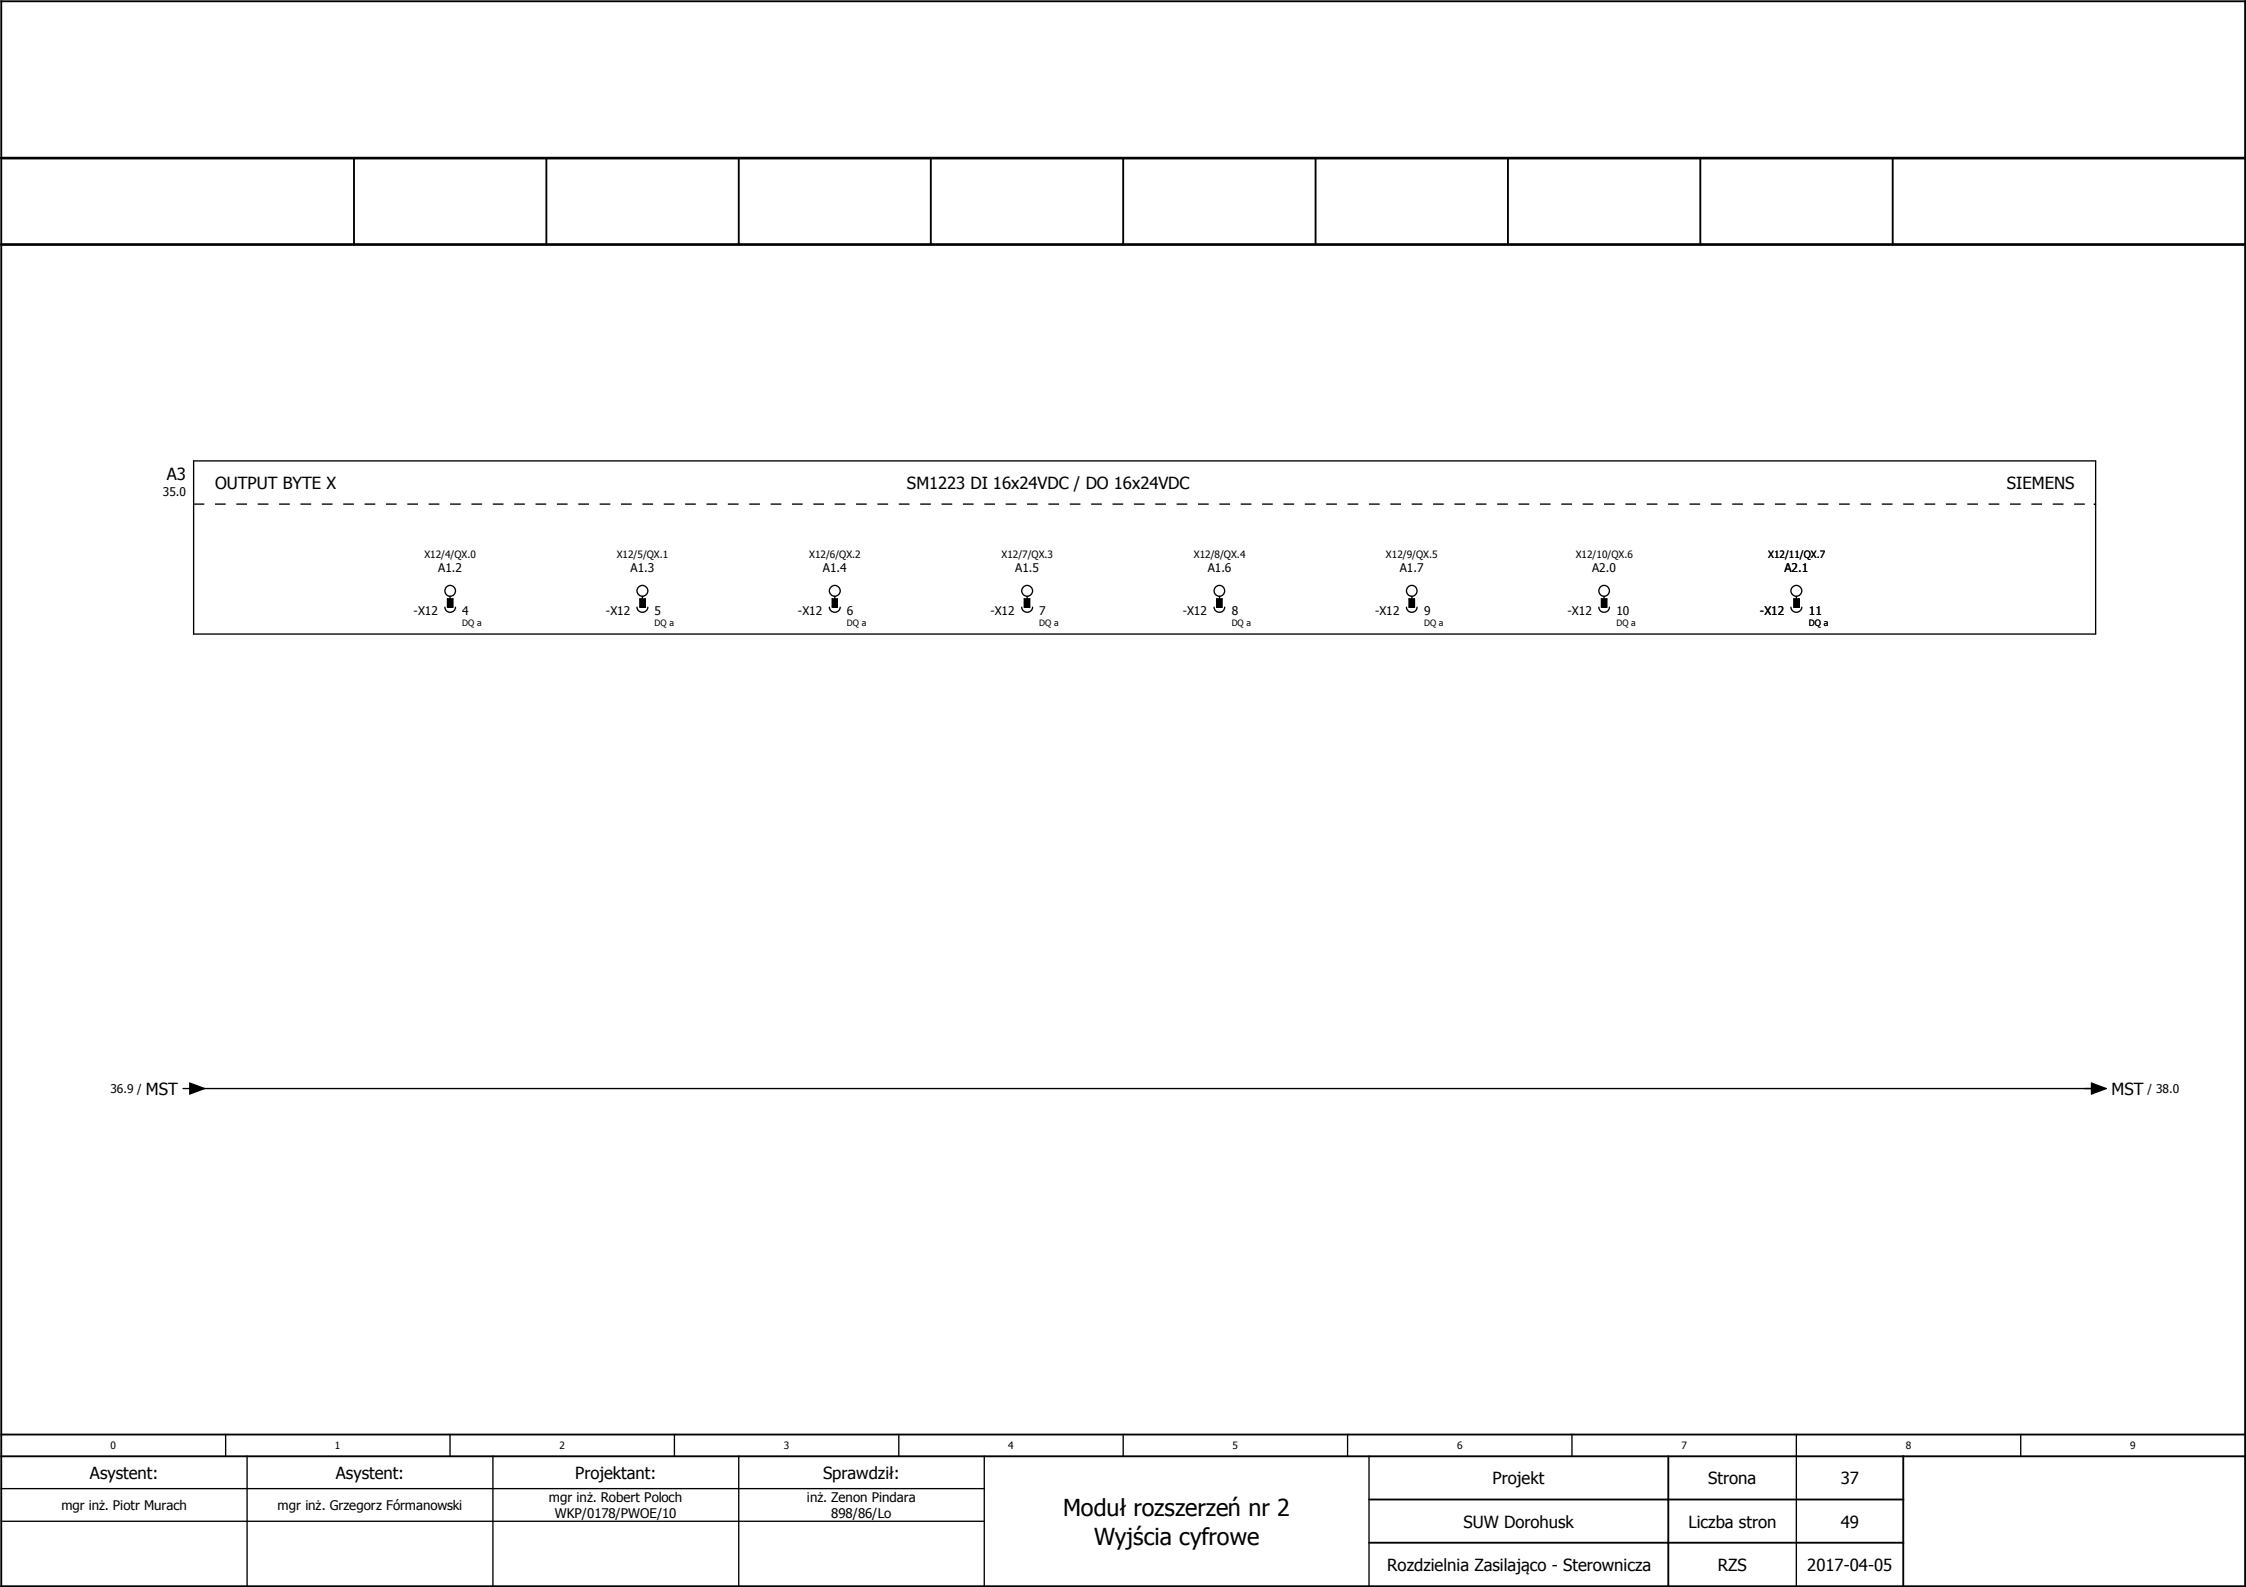 A3
35.0
OUTPUT BYTE X SM1223 DI 16x24VDC / DO 16x24VDC SIEMENS
X12/4/QX.0 X12/5/QX.1 X12/6/QX.2 X12/7/QX.3 X12/8/QX.4 X12/9/QX.5 X12/10/QX.6 X12/11/QX.7
A1.2 A1.3 A1.4 A1.5 A1.6 A1.7 A2.0 A2.1
-X12 4 -X12 5 -X12 6 -X12 7 -X12 8 -X12 9 -X12 10 -X12 11
DQ a DQ a DQ a DQ a DQ a DQ a DQ a DQ a
36.9 / MST MST / 38.0
0 1 2 3 4 5 6 7 8 9
Asystent: Asystent: Projektant: Sprawdził:
mgr inż. Piotr Murach mgr inż. Grzegorz Fórmanowski mgr inż. Robert Poloch inż. Zenon Pindara
WKP/0178/PWOE/10 898/86/Lo
Moduł rozszerzeń nr 2
Wyjścia cyfrowe
Projekt Strona 37
SUW Dorohusk Liczba stron 49
Rozdzielnia Zasilająco - Sterownicza RZS 2017-04-05